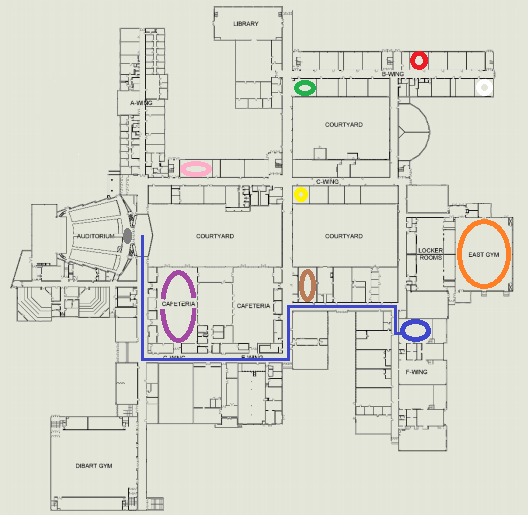 LIBRARY
B-WING
A-WING
COURTYARD
C-WING
AUDITORIUM
COURTYARD
COURTYARD
LOCKER
ROOMS
EAST GYM
CAFETERIA
CAFETERIA
G-WING
E-WING
F-WING
DIBART GYM